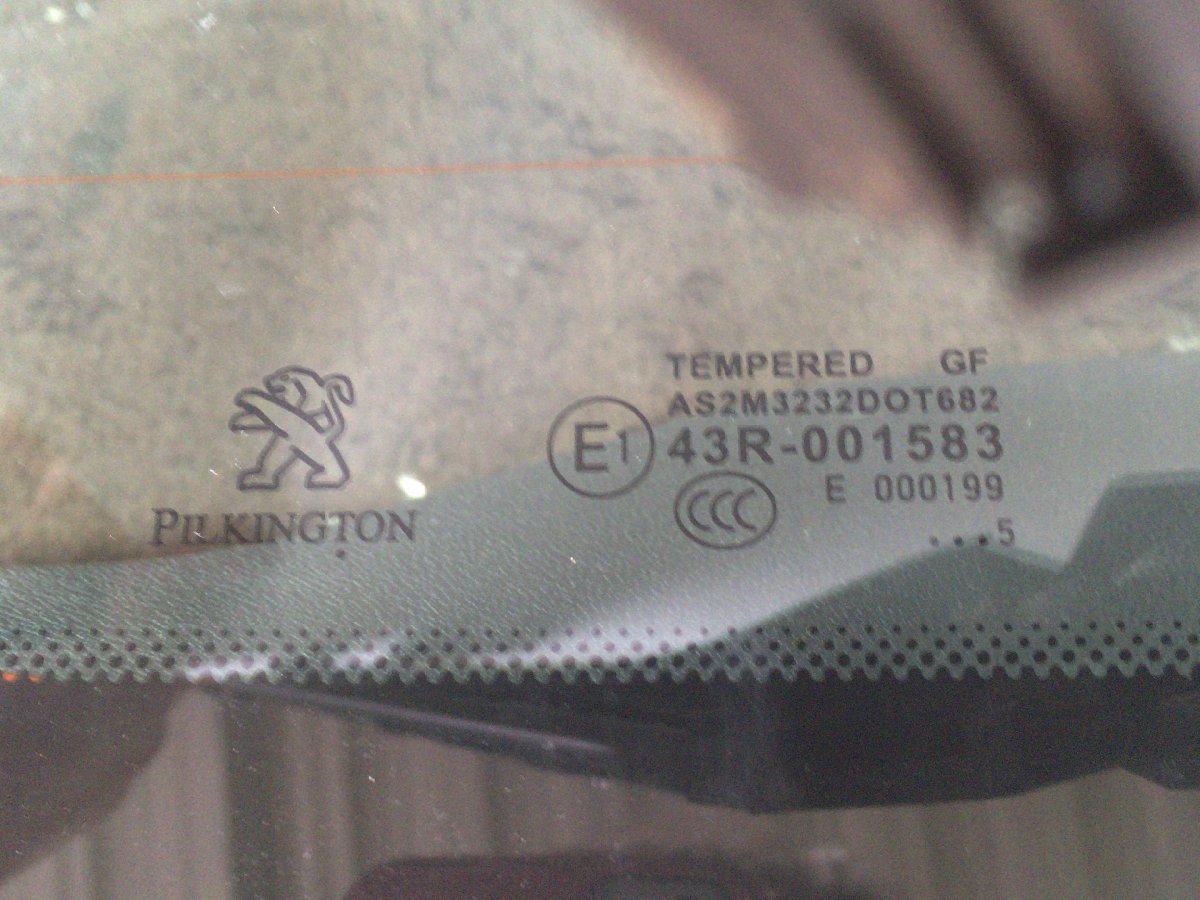 PILKINGTON
TEMPERED GF
AS2M3232DOT682
E1 43R-001583
CCC E 000199
...5